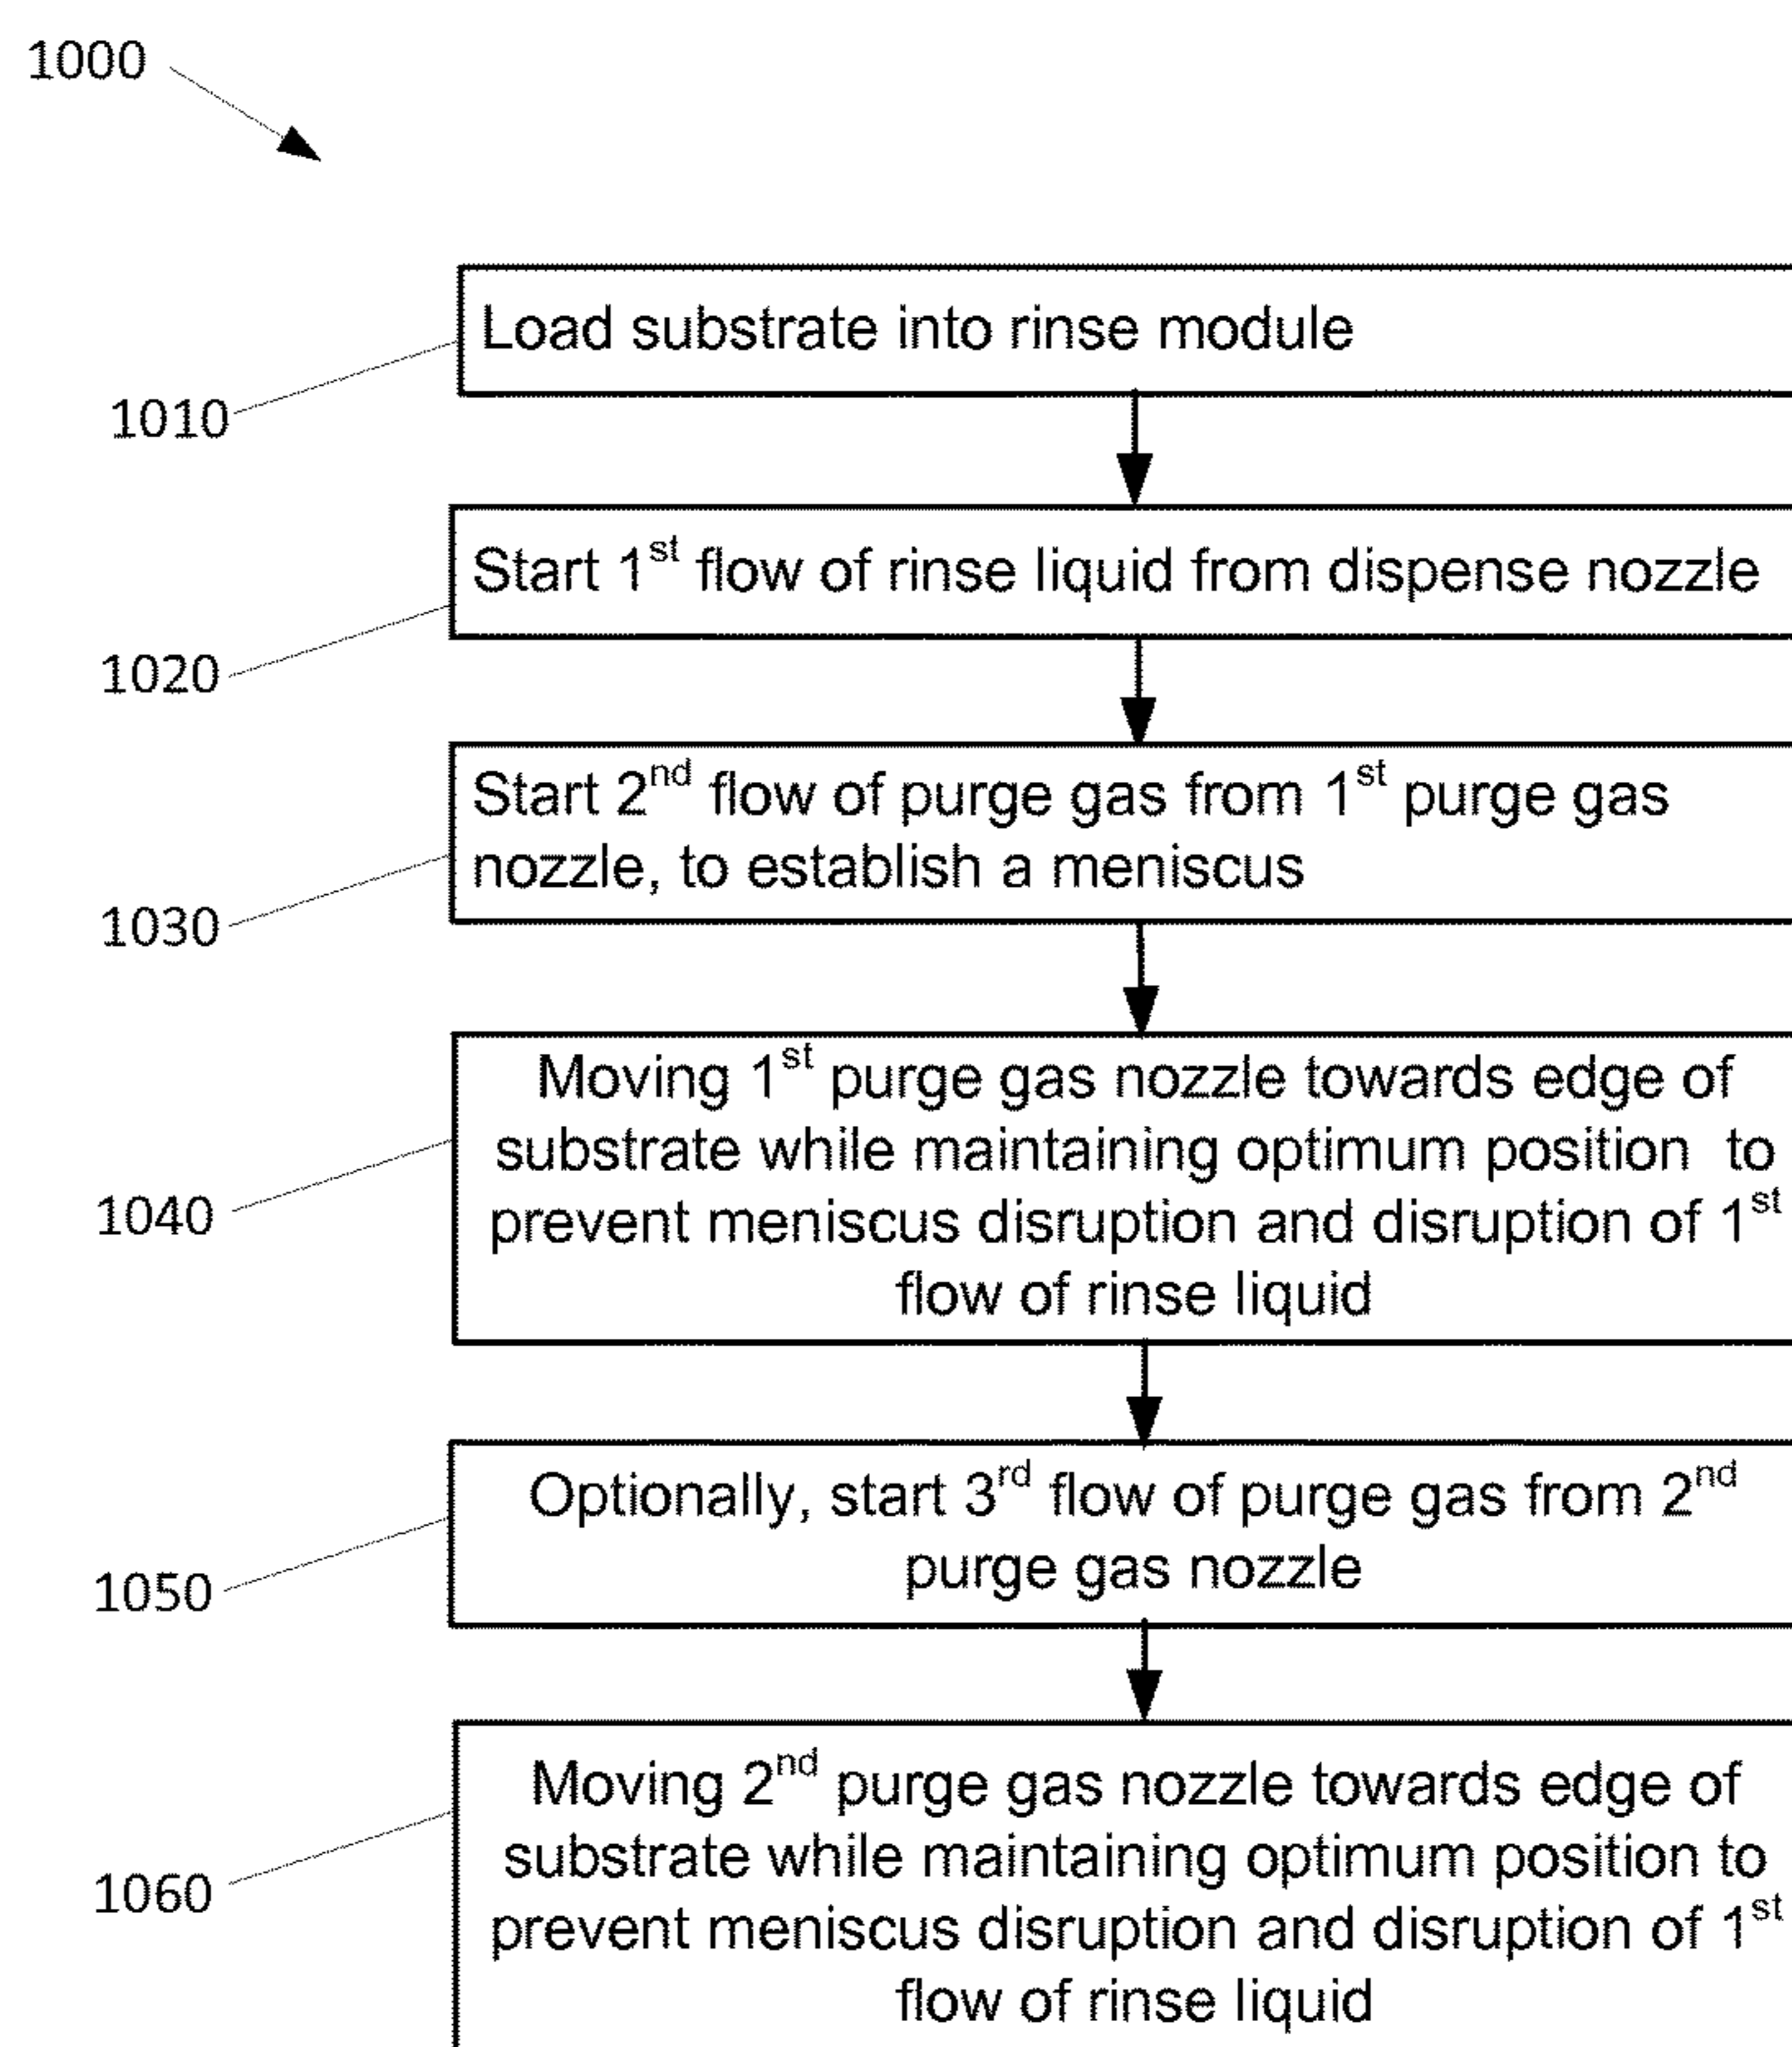 1000
Load substrate into rinse module
1010
Start 1st flow of rinse liquid from dispense nozzle
1020
Start 2nd flow of purge gas from 1st purge gas
nozzle, to establish a meniscus
1030
Moving 1st purge gas nozzle towards edge of
substrate while maintaining optimum position to
prevent meniscus disruption and disruption of 1st
flow of rinse liquid
1040
Optionally, start 3rd flow of purge gas from 2nd
purge gas nozzle
1050
Moving 2nd purge gas nozzle towards edge of
substrate while maintaining optimum position to
prevent meniscus disruption and disruption of 1st
flow of rinse liquid
1060